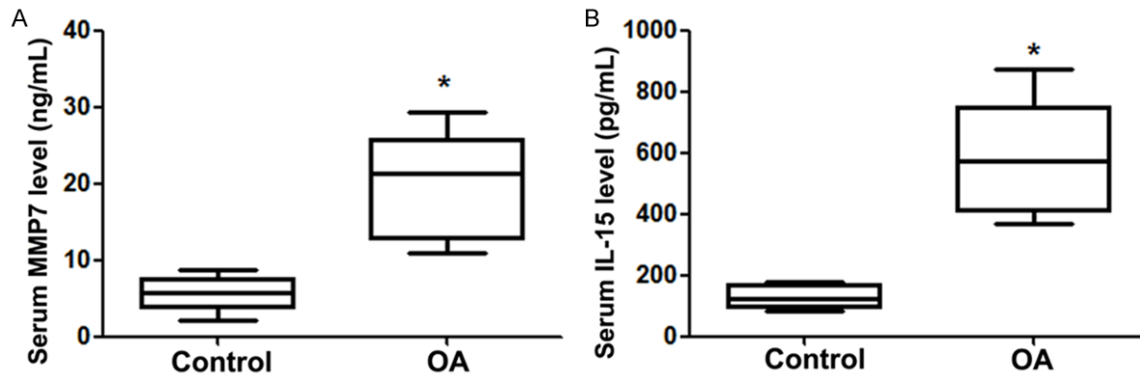 A
Serum MMP7 level (ng/mL)
40
30
20
10
0
*
Control
OA
B
Serum IL-15 level (pg/mL)
1000
800
600
400
200
0
*
Control
OA